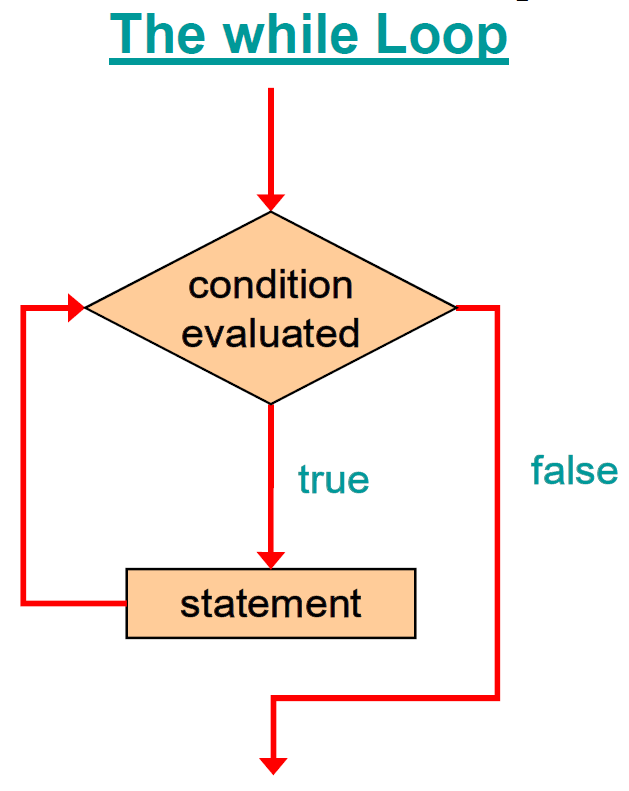 The while Loop
condition
evaluated
true
false
statement